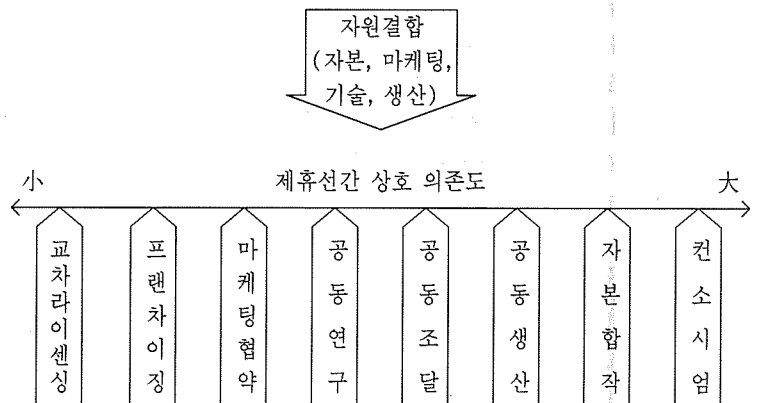 자원결합
(자본, 마케팅,
기술, 생산)
小 제휴선간 상호 의존도 大
교차라이센싱
프랜차이징
마케팅협약
공동연구
공동조달
공동생산
자본합작
컨소시엄